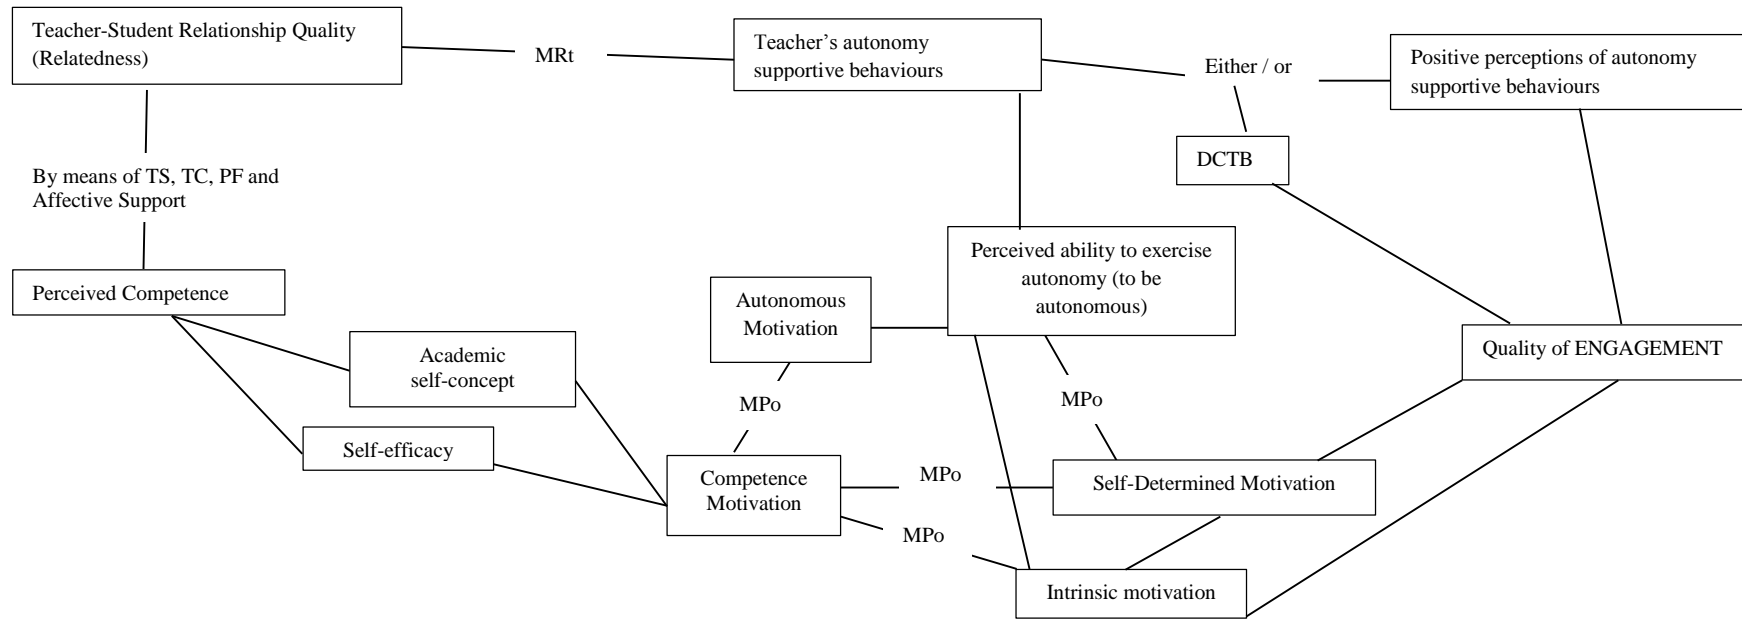 Teacher-Student Relationship Quality
(Relatedness)
MRt
Teacher's autonomy
supportive behaviours
Either / or
Positive perceptions of autonomy
supportive behaviours
DCTB
By means of TS, TC, PF and
Affective Support
Perceived ability to exercise
autonomy (to be
autonomous)
Perceived Competence
Autonomous
Motivation
Quality of ENGAGEMENT
Academic
self-concept
MPo
MPo
Self-efficacy
Competence
Motivation
MPo
Self-Determined Motivation
MPo
Intrinsic motivation